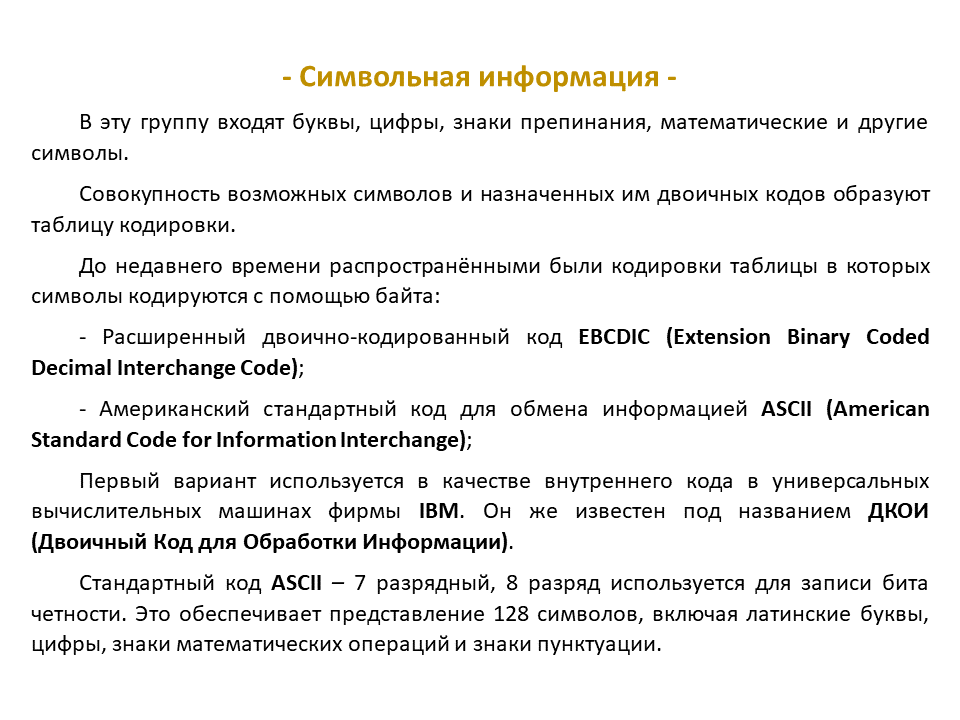 - Символьная информация -
В эту группу входят буквы, цифры, знаки препинания, математические и другие
символы.
Совокупность возможных символов и назначенных им двоичных кодов образуют
таблицу кодировки.
До недавнего времени распространёнными были кодировки таблицы в которых
символы кодируются с помощью байта:
- Расширенный двоично-кодированный код EBCDIC (Extension Binary Coded
Decimal Interchange Code);
- Американский стандартный код для обмена информацией ASCII (American
Standard Code for Information Interchange);
Первый вариант используется в качестве внутреннего кода в универсальных
вычислительных машинах фирмы IBM. Он же известен под названием ДКОИ
(Двоичный Код для Обработки Информации).
Стандартный код ASCII – 7 разрядный, 8 разряд используется для записи бита
четности. Это обеспечивает представление 128 символов, включая латинские буквы,
цифры, знаки математических операций и знаки пунктуации.